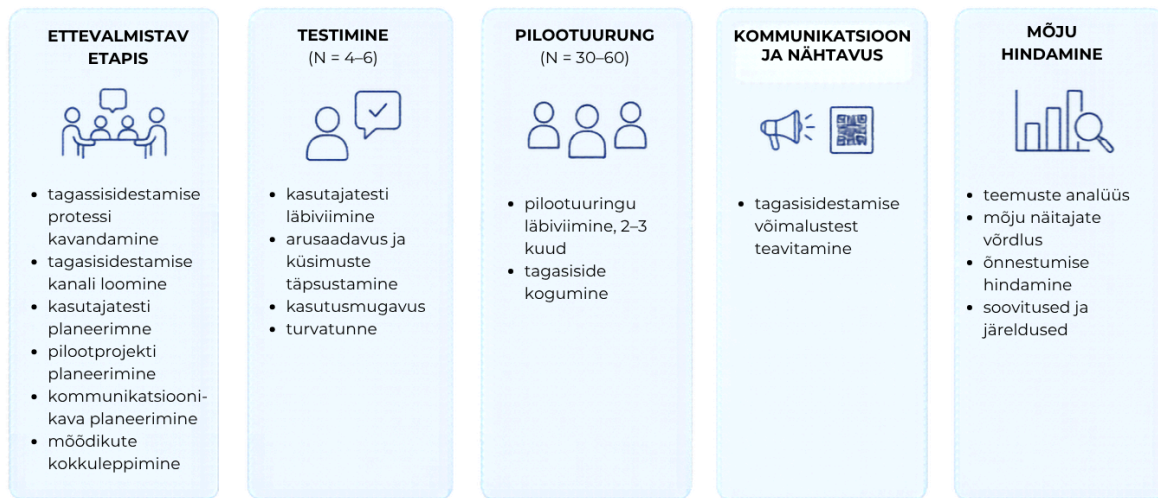 ETTEVALMISTAV
ETAPIS
• tagassisidestamise
protessi
kavandamine
• tagasisidestamise
kanali loomine
• kasutajatesti
planeerimne
• pilootprojekti
planeerimine
• kommunikatsiooni-
kava planeerimine
• mõõdikute
kokkuleppimine
TESTIMINE
(N = 4–6)
• kasutajatesti
läbiviimine
• arusaadavus ja
küsimuste
täpsustamine
• kasutusmugavus
• turvatunne
PILOOTUURUNG
(N = 30–60)
• pilootuuringu
läbiviimine, 2–3
kuud
• tagasiside
kogumine
KOMMUNIKATSIOON
JA NÄHTAVUS
• tagasisidestamise
võimalustest
teavitamine
MÕJU
HINDAMINE
• teemuste analüüs
• mõju näitajate
võrdlus
• õnnestumise
hindamine
• soovitused ja
järeldused